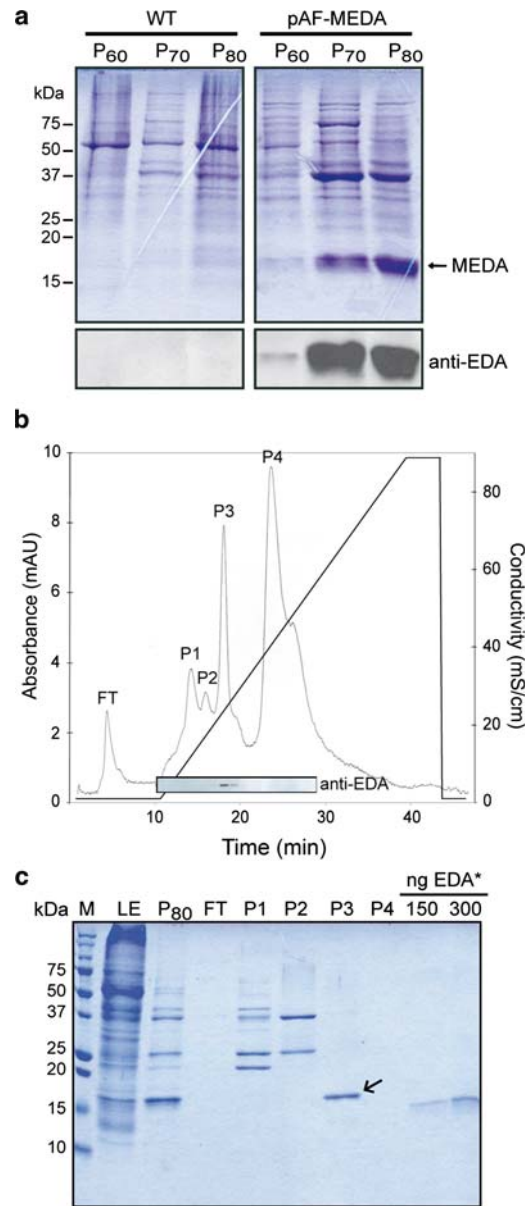 a
WT pAF-MEDA
P60 P70 P80 P60 P70 P80
kDa
75
50
37
25
20
15
MEDA
anti-EDA
b
10
8
6
4
2
0
Absorbance (mAU)
FT
P1
P2
P3
P4
anti-EDA
80
60
40
20
0
Conductivity (mS/cm)
0 10 20 30 40
Time (min)
c
ng EDA*
kDa M LE P80 FT P1 P2 P3 P4 150 300
75
50
37
25
20
15
10